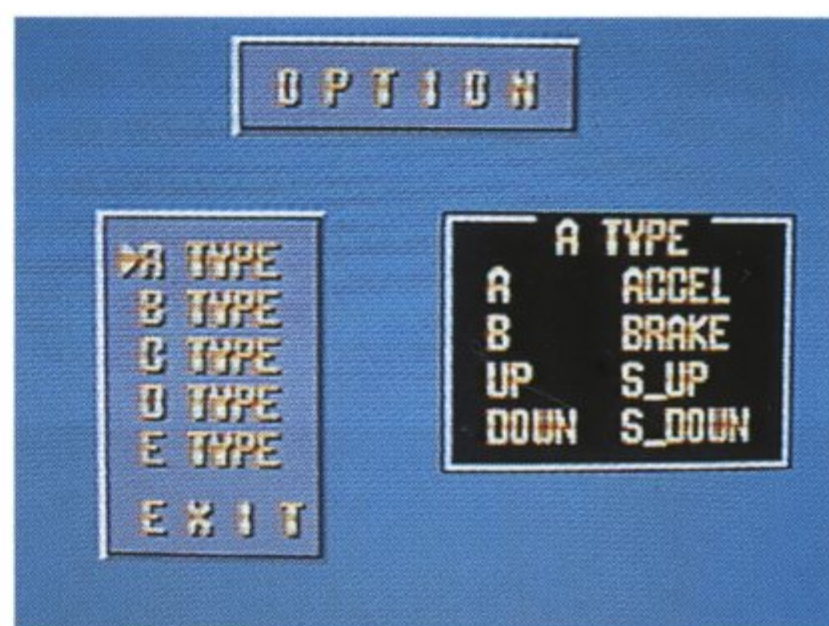 OPTION
A TYPE
B TYPE
C TYPE
D TYPE
E TYPE
EXIT
A TYPE
A ACCEL
B BRAKE
UP S_UP
DOWN S_DOWN